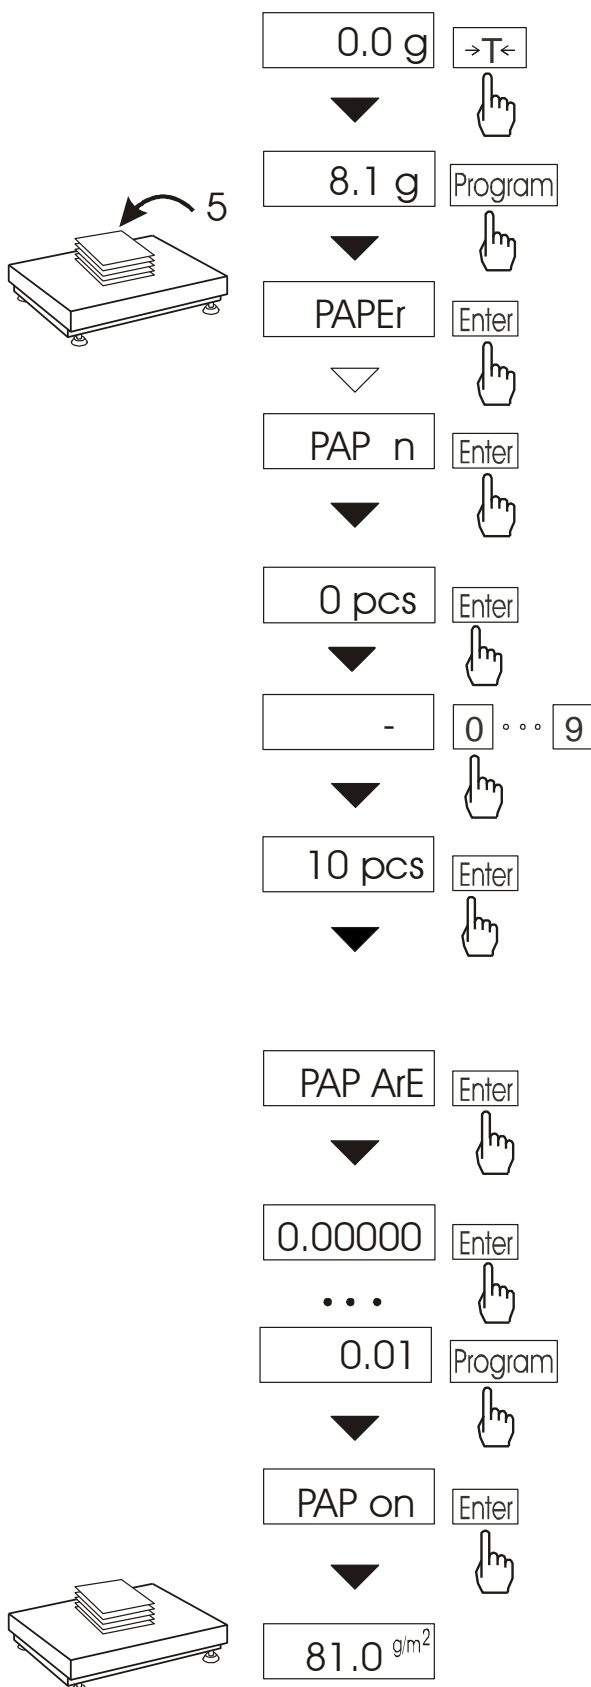 0.0 g →T←
8.1 g Program
5
PAPEr Enter
PAP n Enter
0 pcs Enter
- 0 ° ° ° 9
10 pcs Enter
PAP ArE Enter
0.00000 Enter
• • •
0.01 Program
PAP on Enter
81.0 g/m²